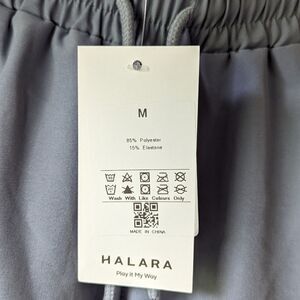 M
85% Polyester
15% Elastane
Wash With Like Colours Only
MADE IN CHINA
HALARA
Play It My Way